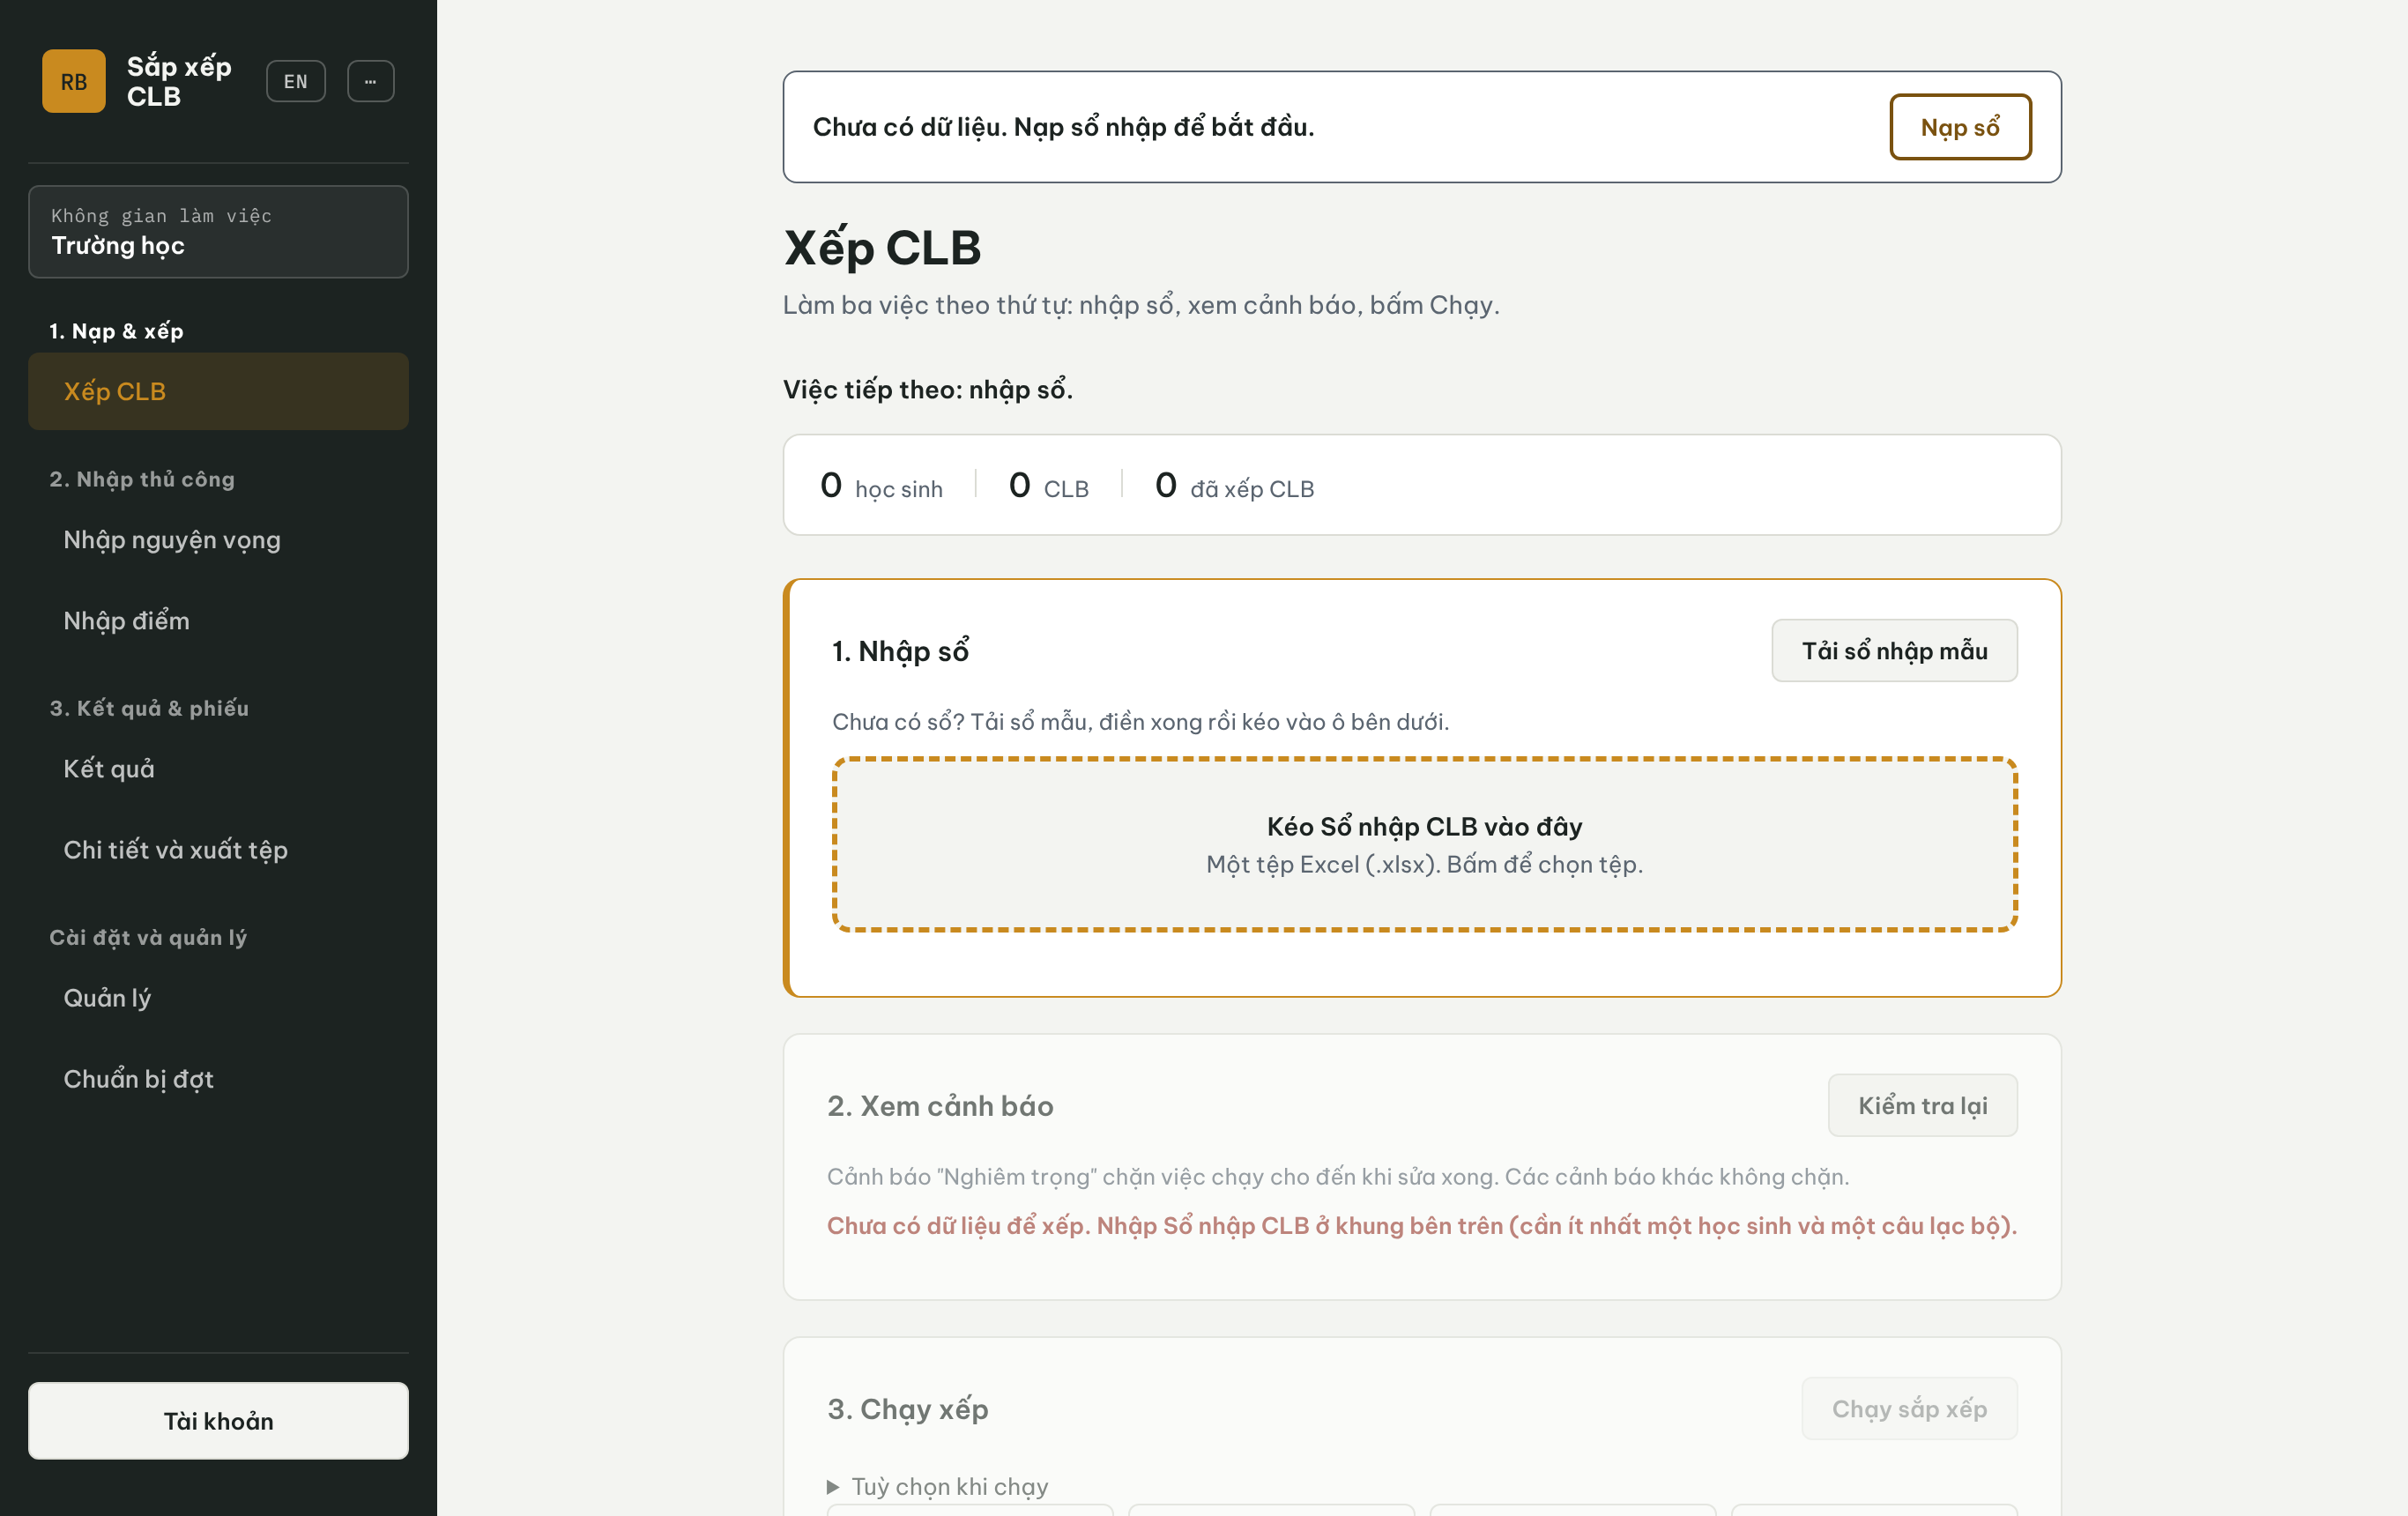 RB
Sắp xếp
CLB
EN
...
Không gian làm việc
Trường học
1. Nạp & xếp
Xếp CLB
2. Nhập thủ công
Nhập nguyện vọng
Nhập điểm
3. Kết quả & phiếu
Kết quả
Chi tiết và xuất tệp
Cài đặt và quản lý
Quản lý
Chuẩn bị đợt
Tài khoản
Chưa có dữ liệu. Nạp sổ nhập để bắt đầu.
Nạp sổ
Xếp CLB
Làm ba việc theo thứ tự: nhập sổ, xem cảnh báo, bấm Chạy.
Việc tiếp theo: nhập sổ.
0 học sinh 0 CLB 0 đã xếp CLB
1. Nhập sổ
Tải sổ nhập mẫu
Chưa có sổ? Tải sổ mẫu, điền xong rồi kéo vào ô bên dưới.
Kéo Sổ nhập CLB vào đây
Một tệp Excel (.xlsx). Bấm để chọn tệp.
2. Xem cảnh báo
Kiểm tra lại
Cảnh báo "Nghiêm trọng" chặn việc chạy cho đến khi sửa xong. Các cảnh báo khác không chặn.
Chưa có dữ liệu để xếp. Nhập Sổ nhập CLB ở khung bên trên (cần ít nhất một học sinh và một câu lạc bộ).
3. Chạy xếp
Chạy sắp xếp
▶ Tuỳ chọn khi chạy